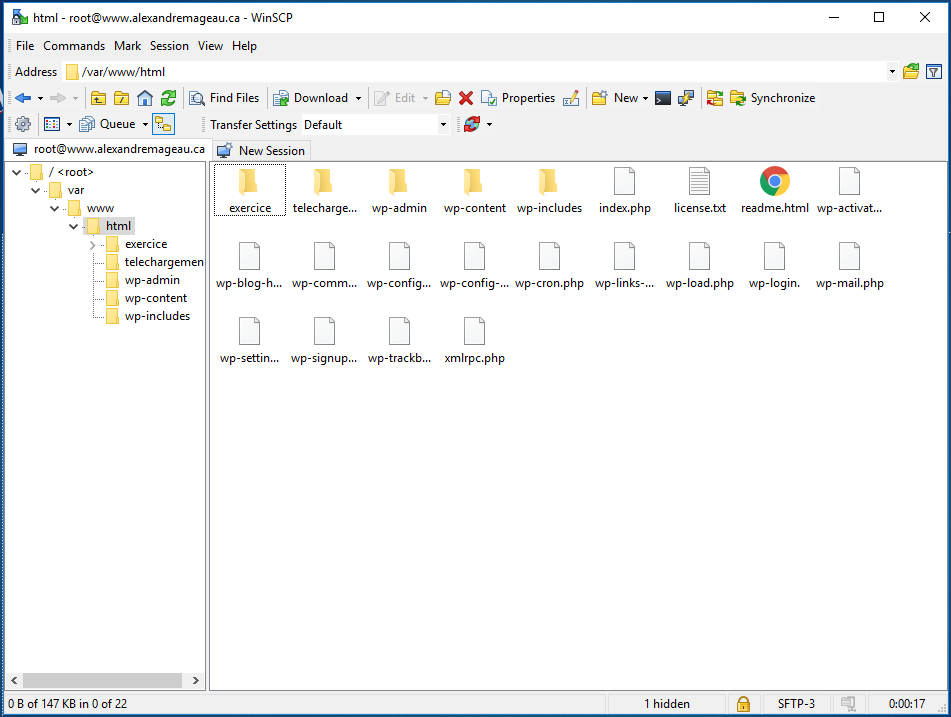 html - root@www.alexandremageau.ca - WinSCP
File Commands Mark Session View Help
Address /var/www/html
Find Files Download Edit Properties New Synchronize
Queue Transfer Settings Default
root@www.alexandremageau.ca New Session
/ <root>
var
www
html
exercice
telechargemen
wp-admin
wp-content
wp-includes
exercice telecharge... wp-admin wp-content wp-includes index.php license.txt readme.html wp-activat...
wp-blog-h... wp-comm... wp-config... wp-config-... wp-cron.php wp-links-... wp-load.php wp-login. wp-mail.php
wp-settin... wp-signup... wp-trackb... xmlrpc.php
0 B of 147 KB in 0 of 22 1 hidden SFTP-3 0:00:17